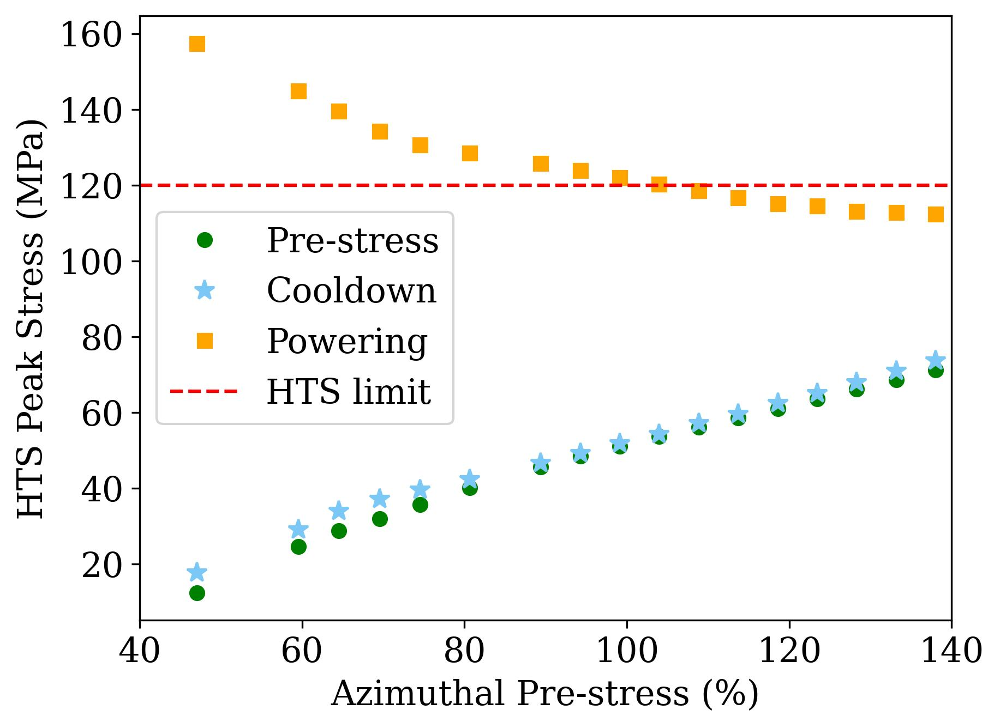 160
140
120
100
80
60
40
20
HTS Peak Stress (MPa)
Pre-stress
Cooldown
Powering
HTS limit
40 60 80 100 120 140
Azimuthal Pre-stress (%)